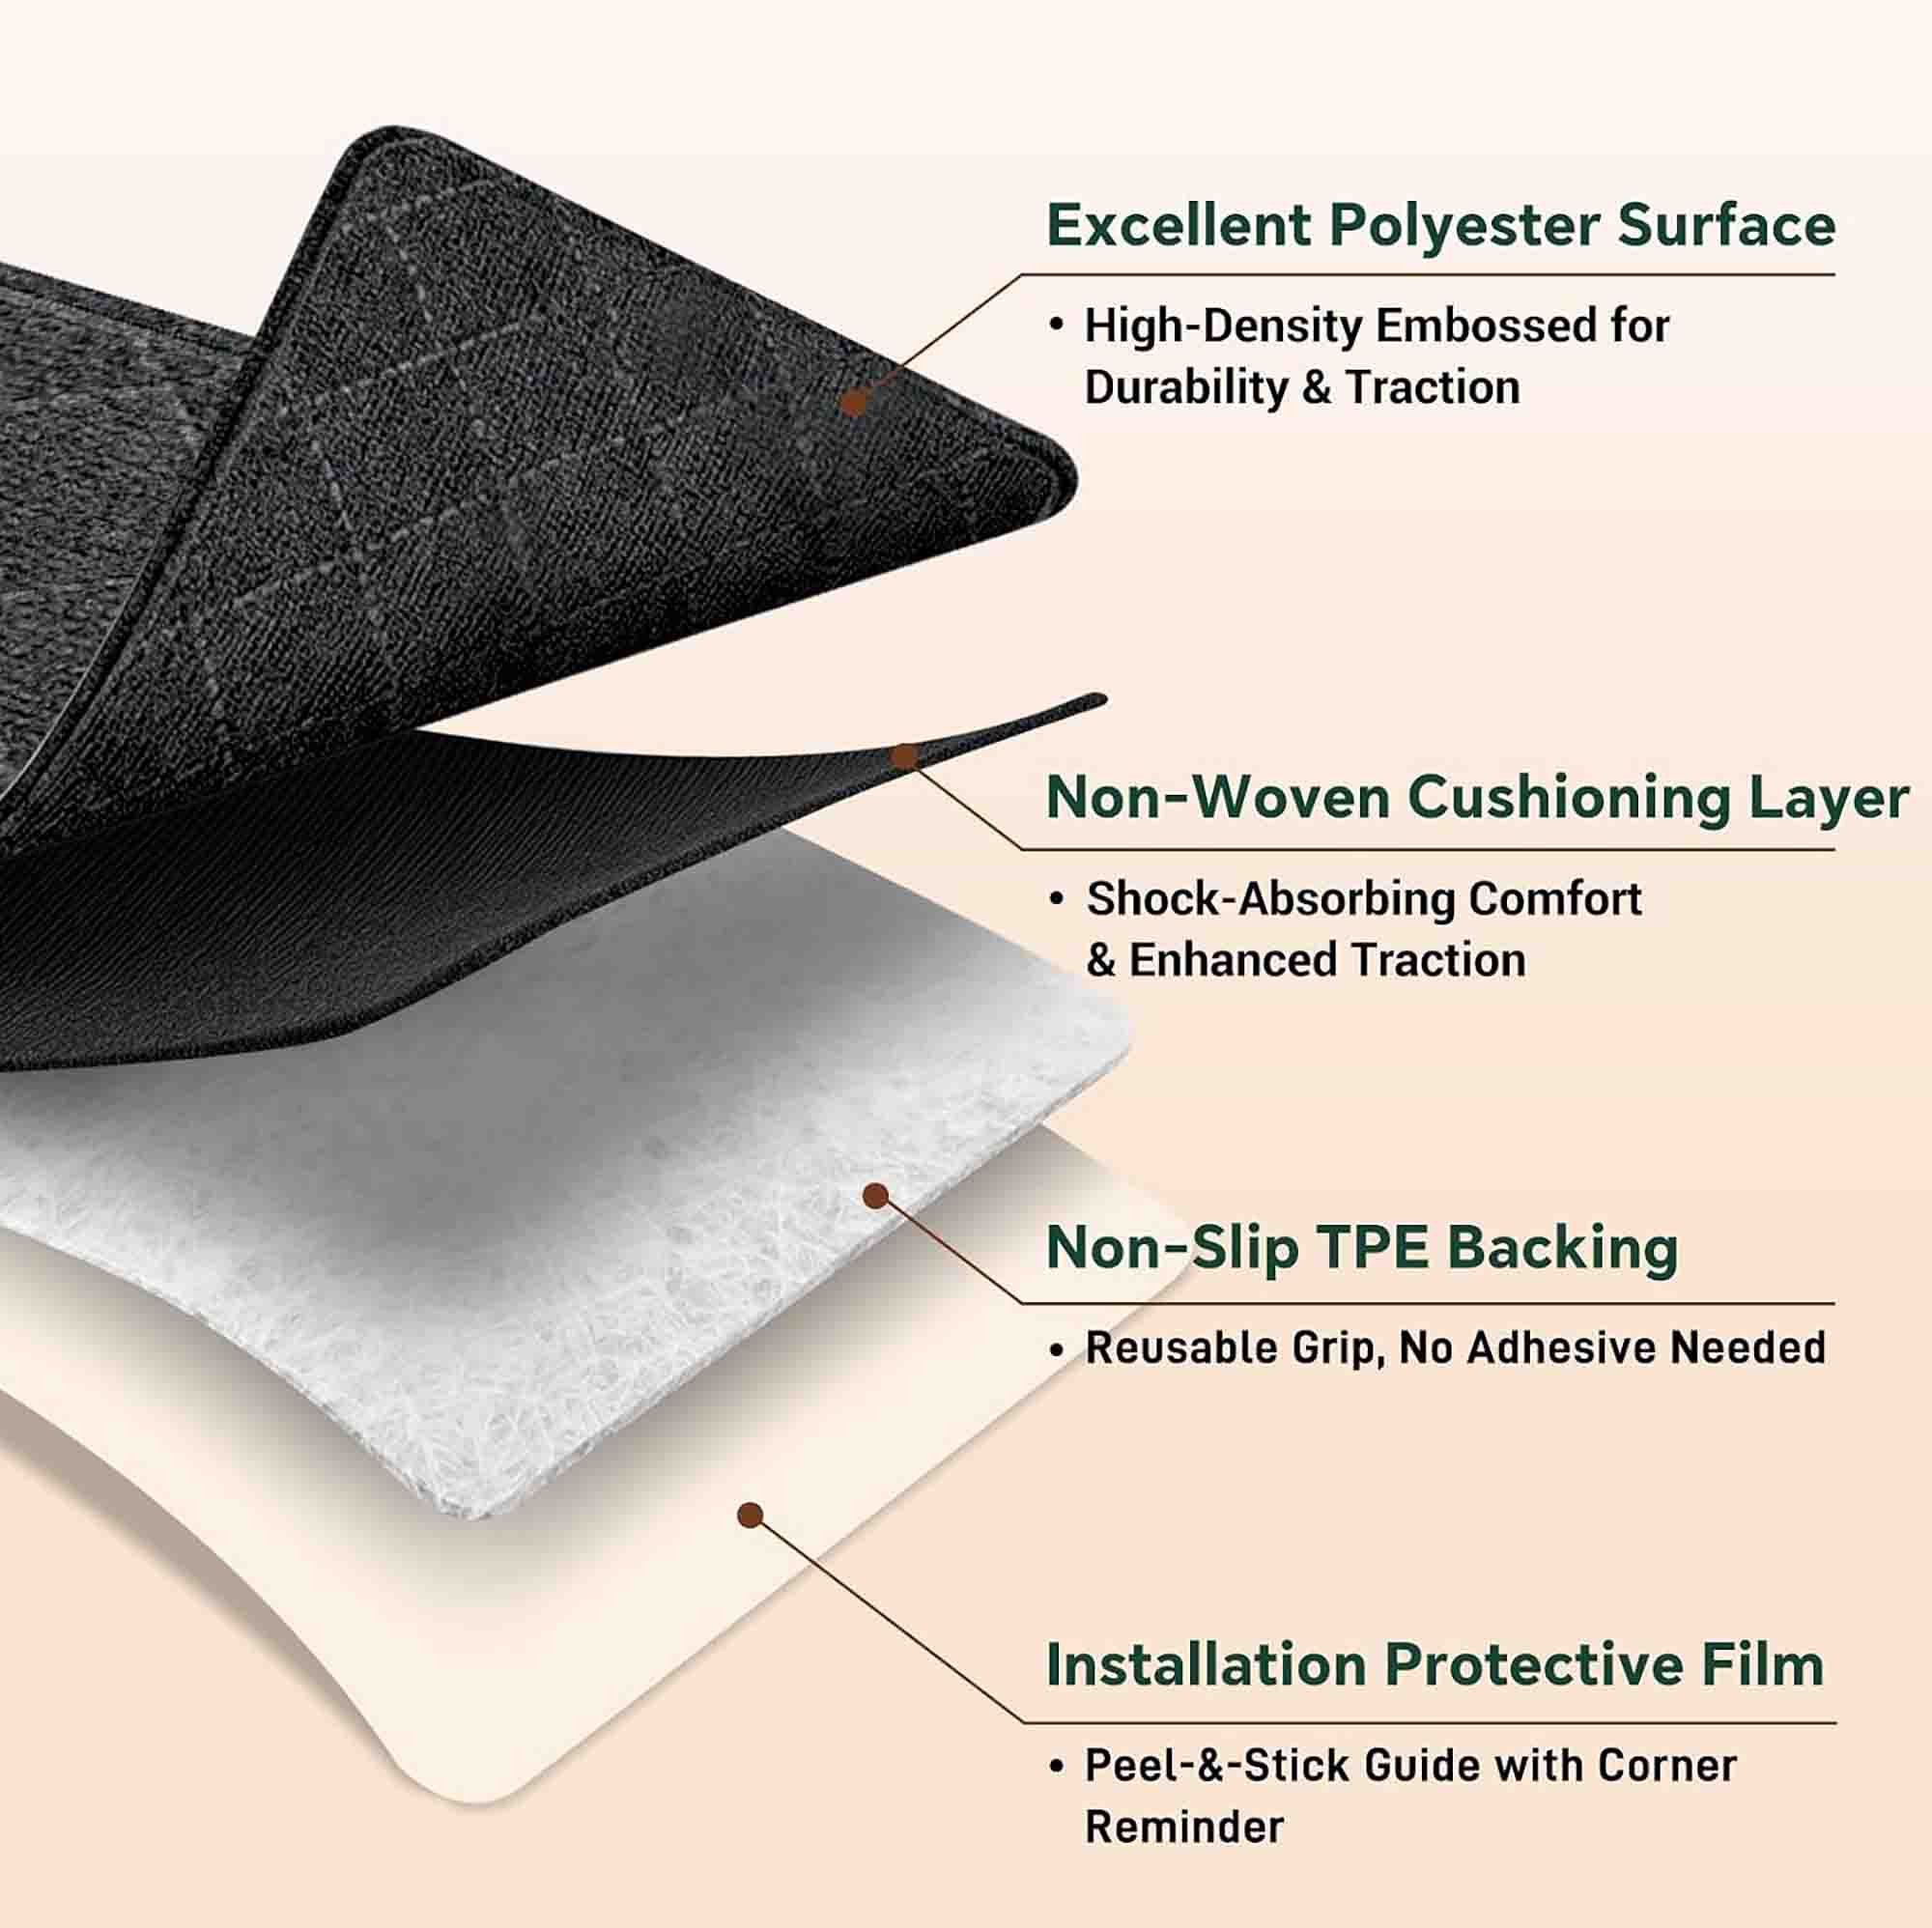 Excellent Polyester Surface
• High-Density Embossed for
Durability & Traction
Non-Woven Cushioning Layer
• Shock-Absorbing Comfort
& Enhanced Traction
Non-Slip TPE Backing
• Reusable Grip, No Adhesive Needed
Installation Protective Film
• Peel-&-Stick Guide with Corner
Reminder